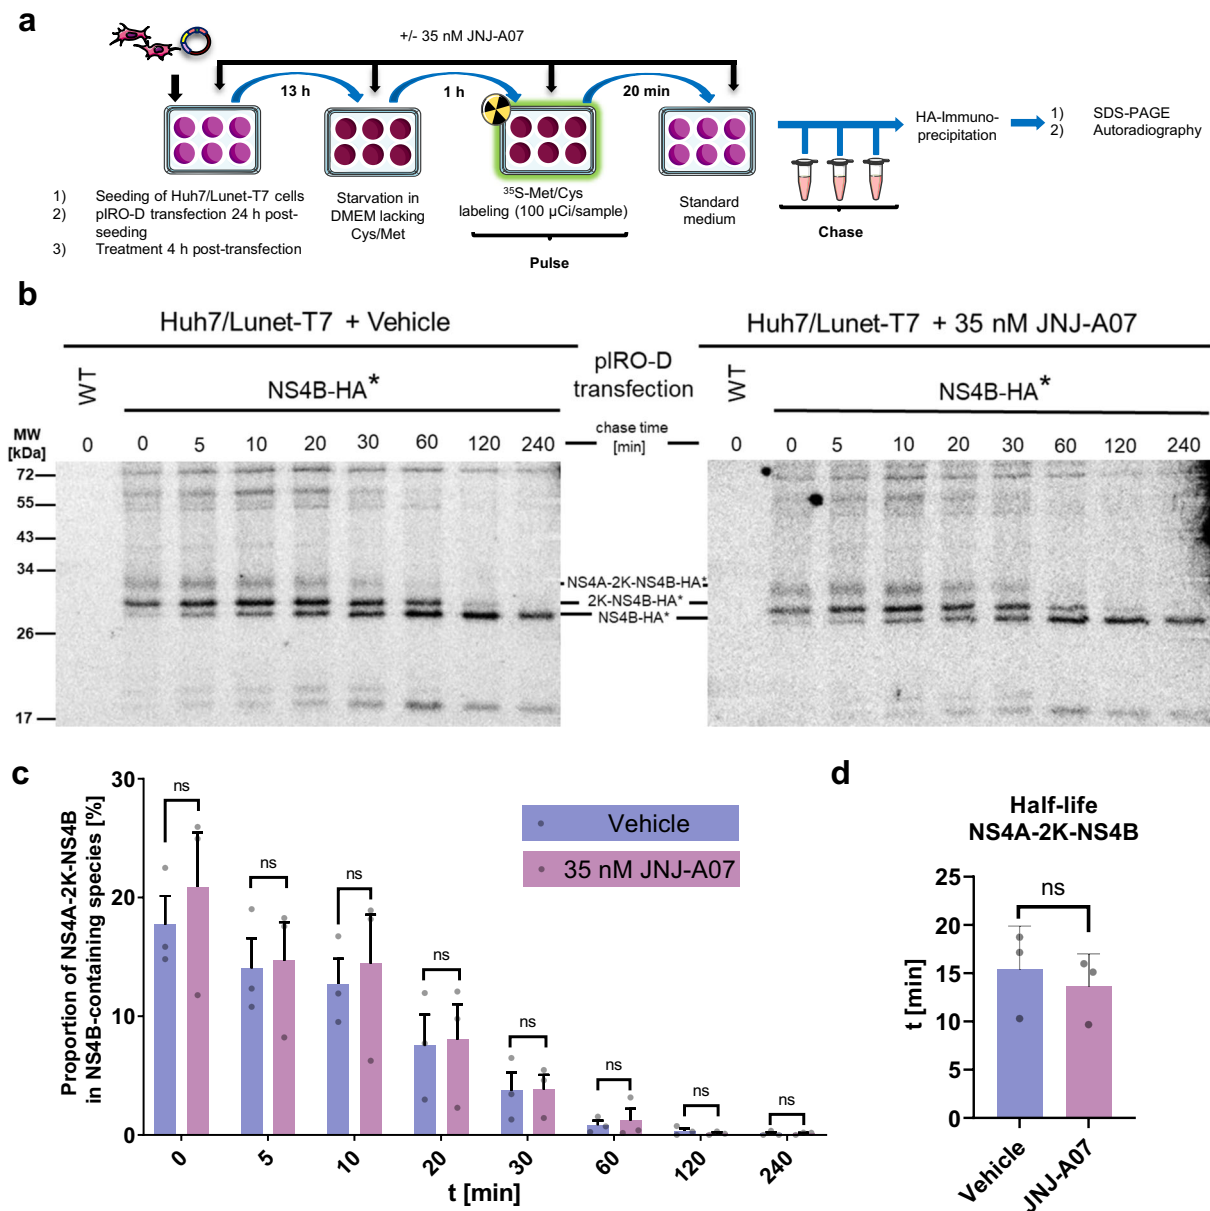 a
+/- 35 nM JNJ-A07
13 h
1 h
20 min
1) Seeding of Huh7/Lunet-T7 cells
2) pIRO-D transfection 24 h post-
seeding
3) Treatment 4 h post-transfection
Starvation in
DMEM lacking
Cys/Met
³⁵S-Met/Cys
labeling (100 µCi/sample)
Pulse
Standard
medium
Chase
HA-Immuno-
precipitation
1) SDS-PAGE
2) Autoradiography
b
Huh7/Lunet-T7 + Vehicle
Huh7/Lunet-T7 + 35 nM JNJ-A07
pIRO-D
transfection
WT
NS4B-HA*
WT
NS4B-HA*
MW
[kDa]
0 0 5 10 20 30 60 120 240
chase time
[min]
0 0 5 10 20 30 60 120 240
72
55
43
34
26
17
NS4A-2K-NS4B-HA*
2K-NS4B-HA*
NS4B-HA*
c
Proportion of NS4A-2K-NS4B
in NS4B-containing species [%]
30
20
10
0
ns
ns
ns
ns
ns
ns
ns
ns
Vehicle
35 nM JNJ-A07
0 5 10 20 30 60 120 240
t [min]
d
Half-life
NS4A-2K-NS4B
t [min]
25
20
15
10
5
0
ns
Vehicle
JNJ-A07